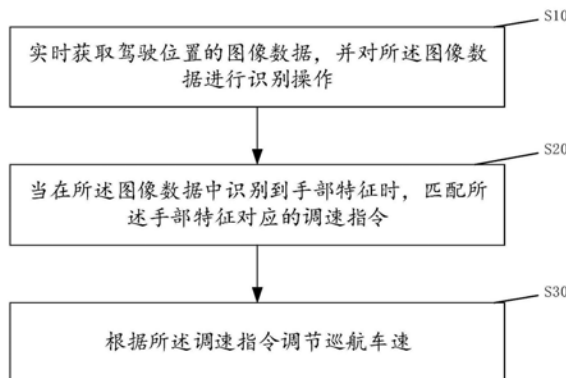 S10
实时获取驾驶位置的图像数据，并对所述图像数
据进行识别操作
S20
当在所述图像数据中识别到手部特征时，匹配所
述手部特征对应的调速指令
S30
根据所述调速指令调节巡航车速